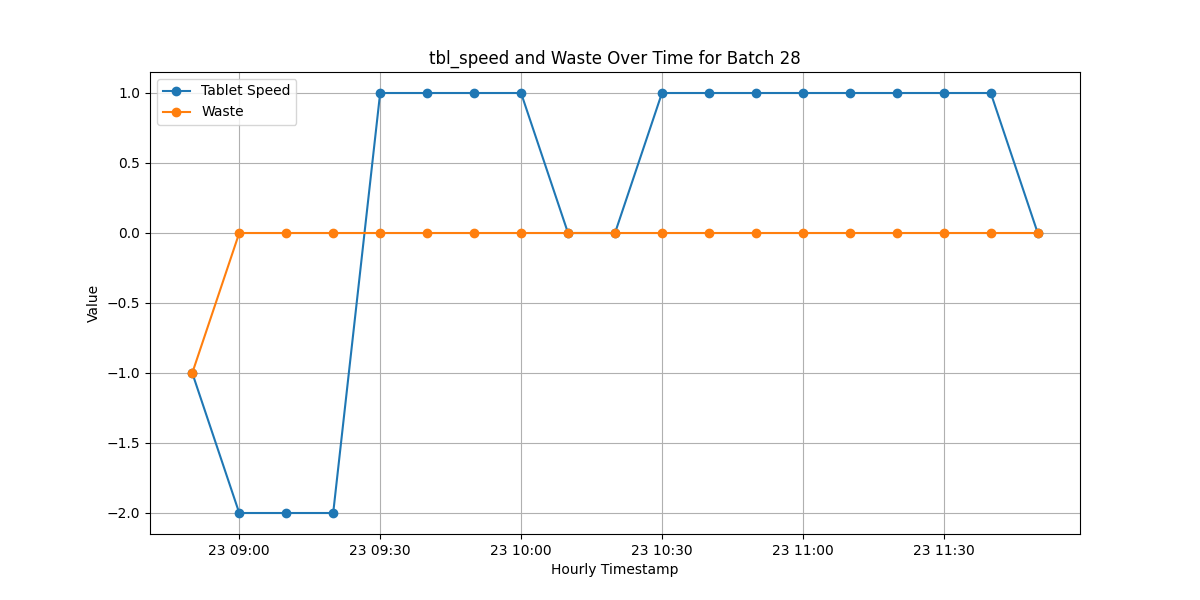 tbl_speed and Waste Over Time for Batch 28
Tablet Speed
Waste
1.0
0.5
0.0
−0.5
−1.0
−1.5
−2.0
Value
23 09:00 23 09:30 23 10:00 23 10:30 23 11:00 23 11:30
Hourly Timestamp